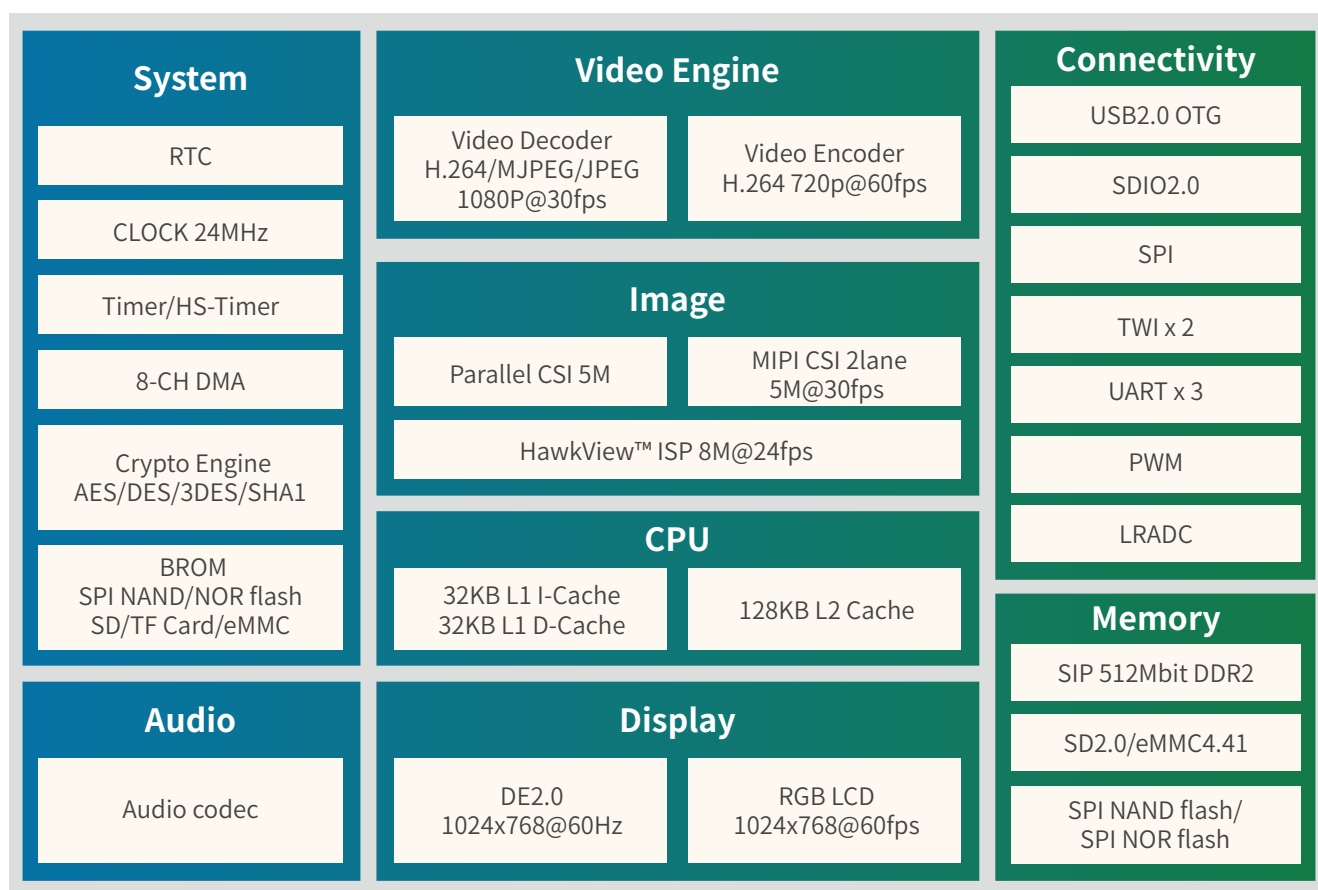 System
RTC
CLOCK 24MHz
Timer/HS-Timer
8-CH DMA
Crypto Engine
AES/DES/3DES/SHA1
BROM
SPI NAND/NOR flash
SD/TF Card/eMMC
Audio
Audio codec
Video Engine
Video Decoder
H.264/MJPEG/JPEG
1080P@30fps
Video Encoder
H.264 720p@60fps
Image
Parallel CSI 5M
MIPI CSI 2lane
5M@30fps
HawkView™ ISP 8M@24fps
CPU
32KB L1 I-Cache
32KB L1 D-Cache
128KB L2 Cache
Display
DE2.0
1024x768@60Hz
RGB LCD
1024x768@60fps
Connectivity
USB2.0 OTG
SDIO2.0
SPI
TWI x 2
UART x 3
PWM
LRADC
Memory
SIP 512Mbit DDR2
SD2.0/eMMC4.41
SPI NAND flash/
SPI NOR flash